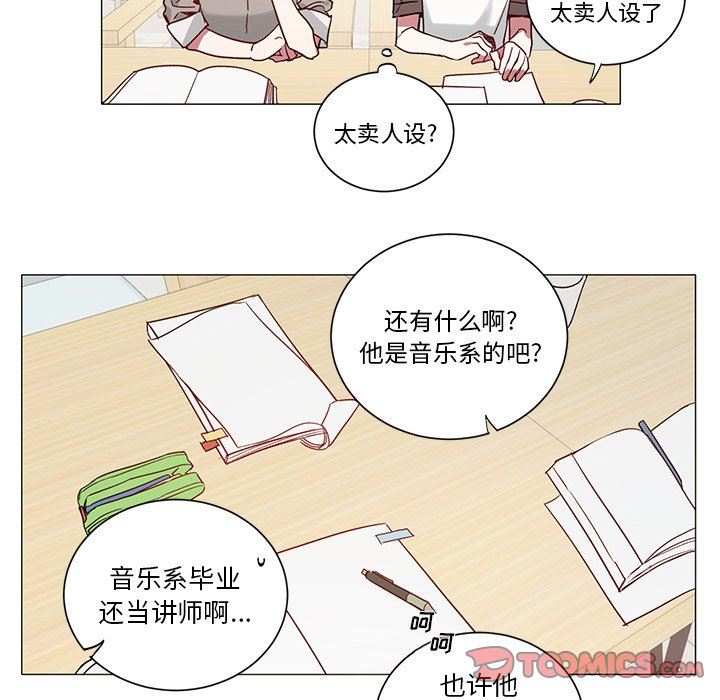 太卖人设了
太卖人设?
还有什么啊?
他是音乐系的吧?
音乐系毕业
还当讲师啊...
呵
呵
也许他
TOOMICS.COM